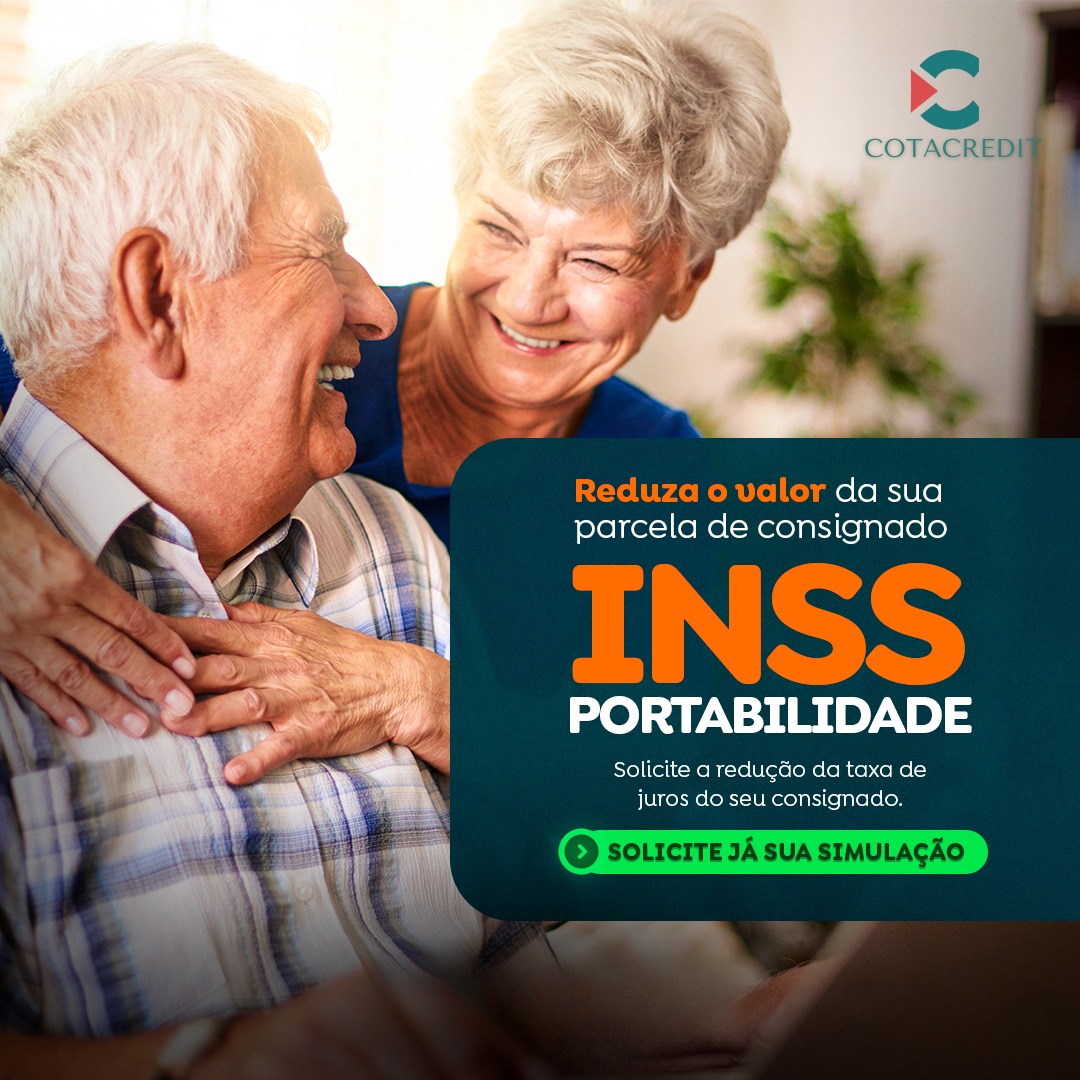 COTACREDIT
Reduza o valor da sua
parcela de consignado
INSS
PORTABILIDADE
Solicite a redução da taxa de
juros do seu consignado.
SOLICITE JÁ SUA SIMULAÇÃO